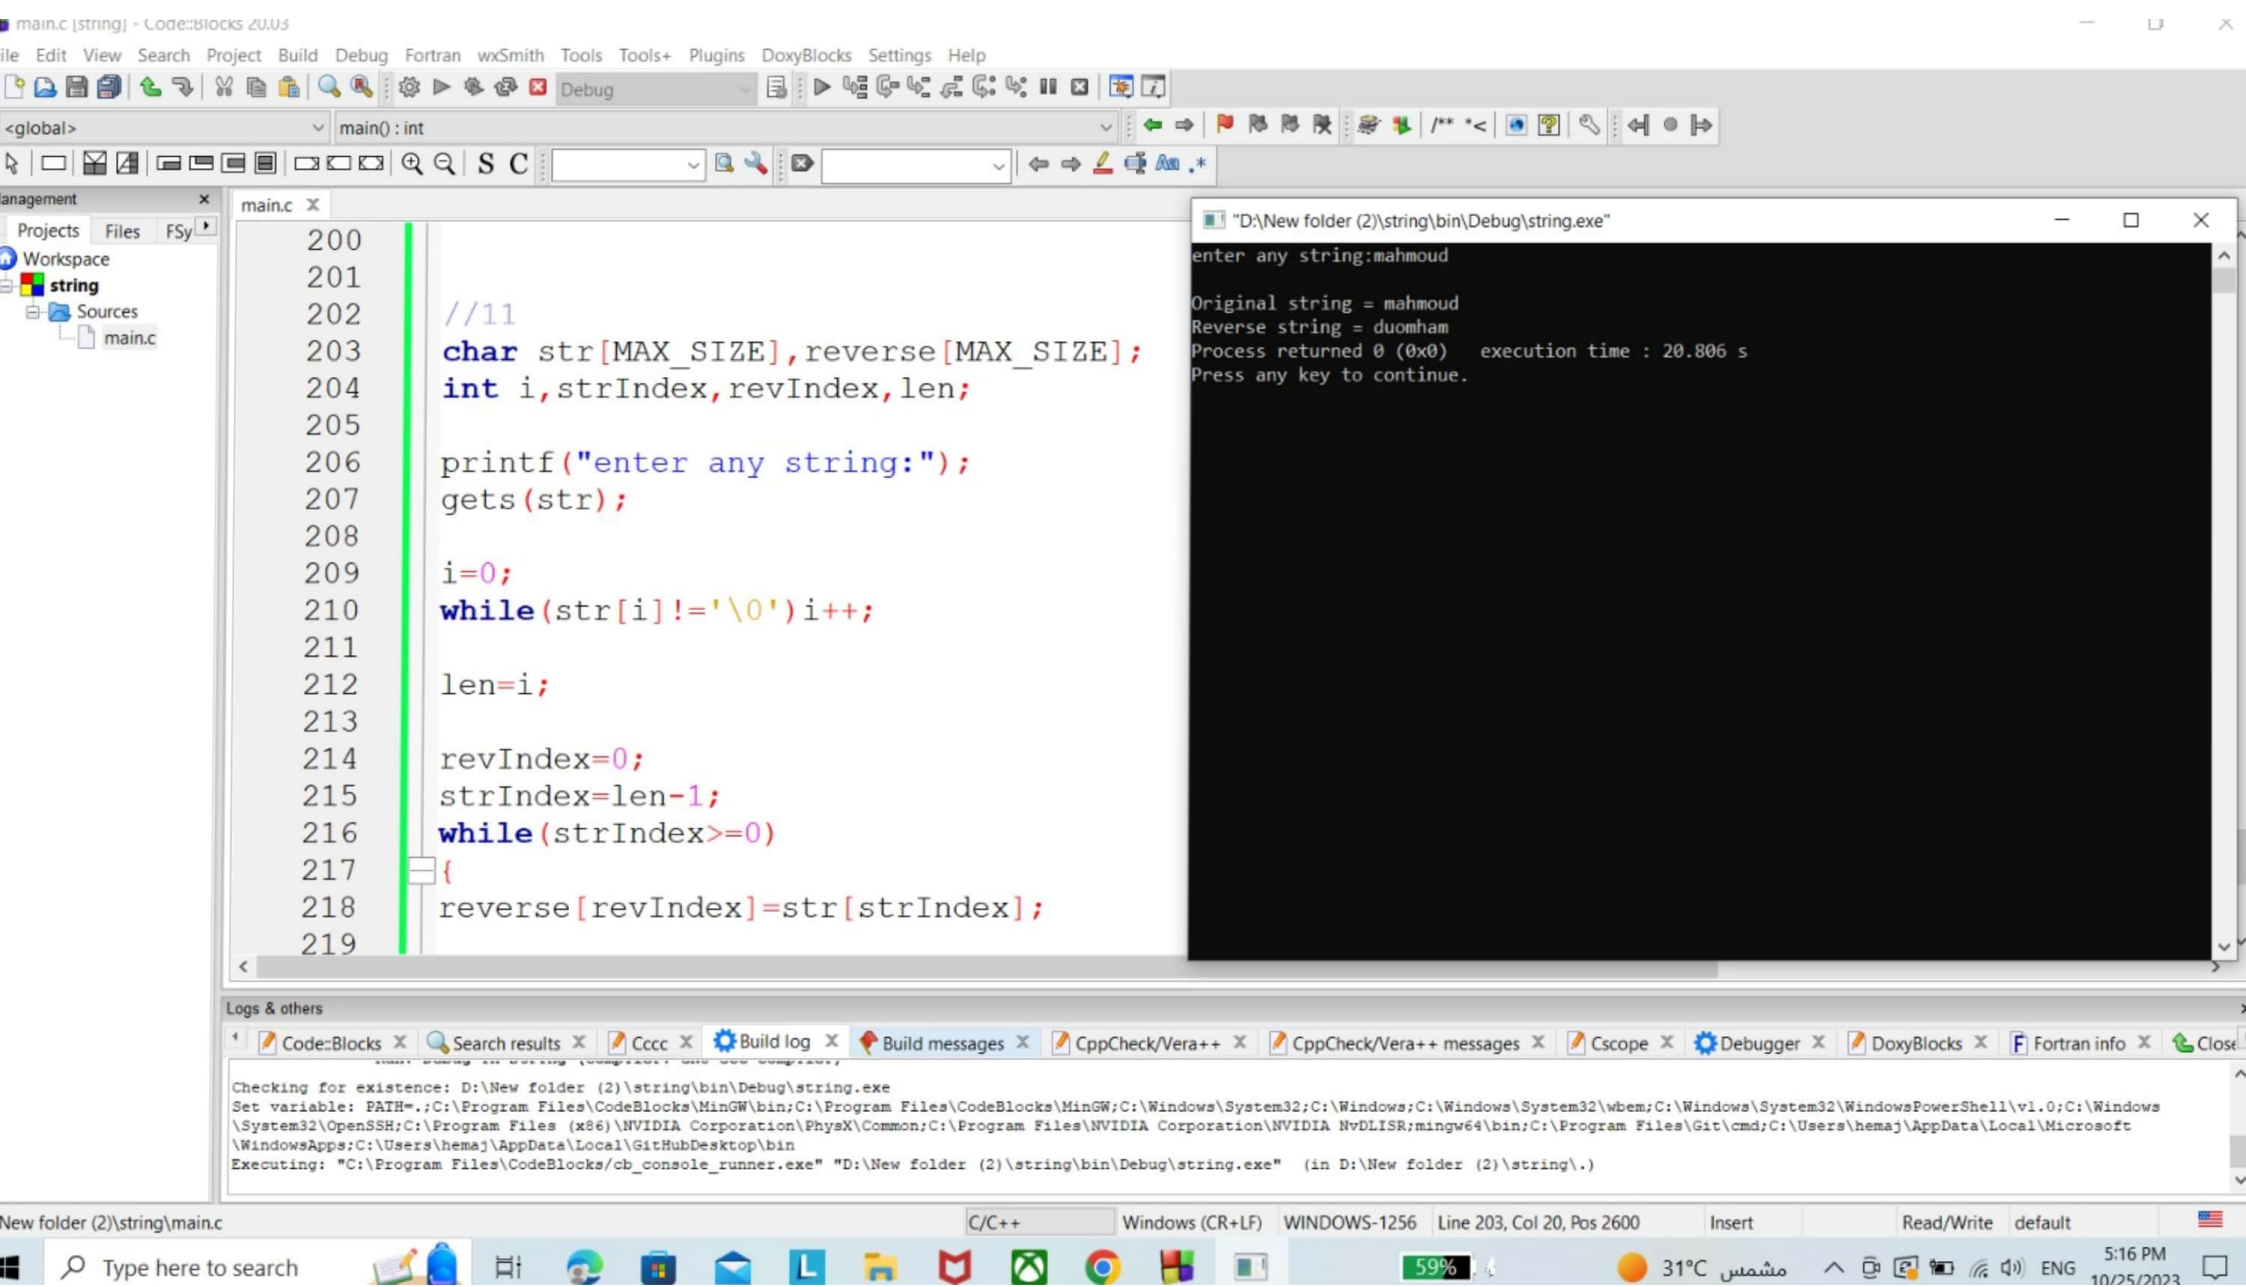 main.c [string] - Code::Blocks 20.03
ile Edit View Search Project Build Debug Fortran wxSmith Tools Tools+ Plugins DoxyBlocks Settings Help
Debug
<global> main() : int /** *<
S C .*
anagement ×
Projects Files FSy
Workspace
string
Sources
main.c
main.c X
200
201
202 //11
203 char str[MAX_SIZE],reverse[MAX_SIZE];
204 int i,strIndex,revIndex,len;
205
206 printf("enter any string:");
207 gets(str);
208
209 i=0;
210 while(str[i]!='\0')i++;
211
212 len=i;
213
214 revIndex=0;
215 strIndex=len-1;
216 while(strIndex>=0)
217 {
218 reverse[revIndex]=str[strIndex];
219
"D:\New folder (2)\string\bin\Debug\string.exe"
enter any string:mahmoud
Original string = mahmoud
Reverse string = duomham
Process returned 0 (0x0)   execution time : 20.806 s
Press any key to continue.
Logs & others
Code::Blocks X Search results X Cccc X Build log X Build messages X CppCheck/Vera++ X CppCheck/Vera++ messages X Cscope X Debugger X DoxyBlocks X Fortran info X Close
Checking for existence: D:\New folder (2)\string\bin\Debug\string.exe
Set variable: PATH=.;C:\Program Files\CodeBlocks\MinGW\bin;C:\Program Files\CodeBlocks\MinGW;C:\Windows\System32;C:\Windows;C:\Windows\System32\wbem;C:\Windows\System32\WindowsPowerShell\v1.0;C:\Windows
\System32\OpenSSH;C:\Program Files (x86)\NVIDIA Corporation\PhysX\Common;C:\Program Files\NVIDIA Corporation\NVIDIA NvDLISR;mingw64\bin;C:\Program Files\Git\cmd;C:\Users\hemaj\AppData\Local\Microsoft
\WindowsApps;C:\Users\hemaj\AppData\Local\GitHubDesktop\bin
Executing: "C:\Program Files\CodeBlocks/cb_console_runner.exe" "D:\New folder (2)\string\bin\Debug\string.exe"  (in D:\New folder (2)\string\.)
New folder (2)\string\main.c C/C++ Windows (CR+LF) WINDOWS-1256 Line 203, Col 20, Pos 2600 Insert Read/Write default
Type here to search L 59% 31°C مشمس ENG 5:16 PM
10/25/2023